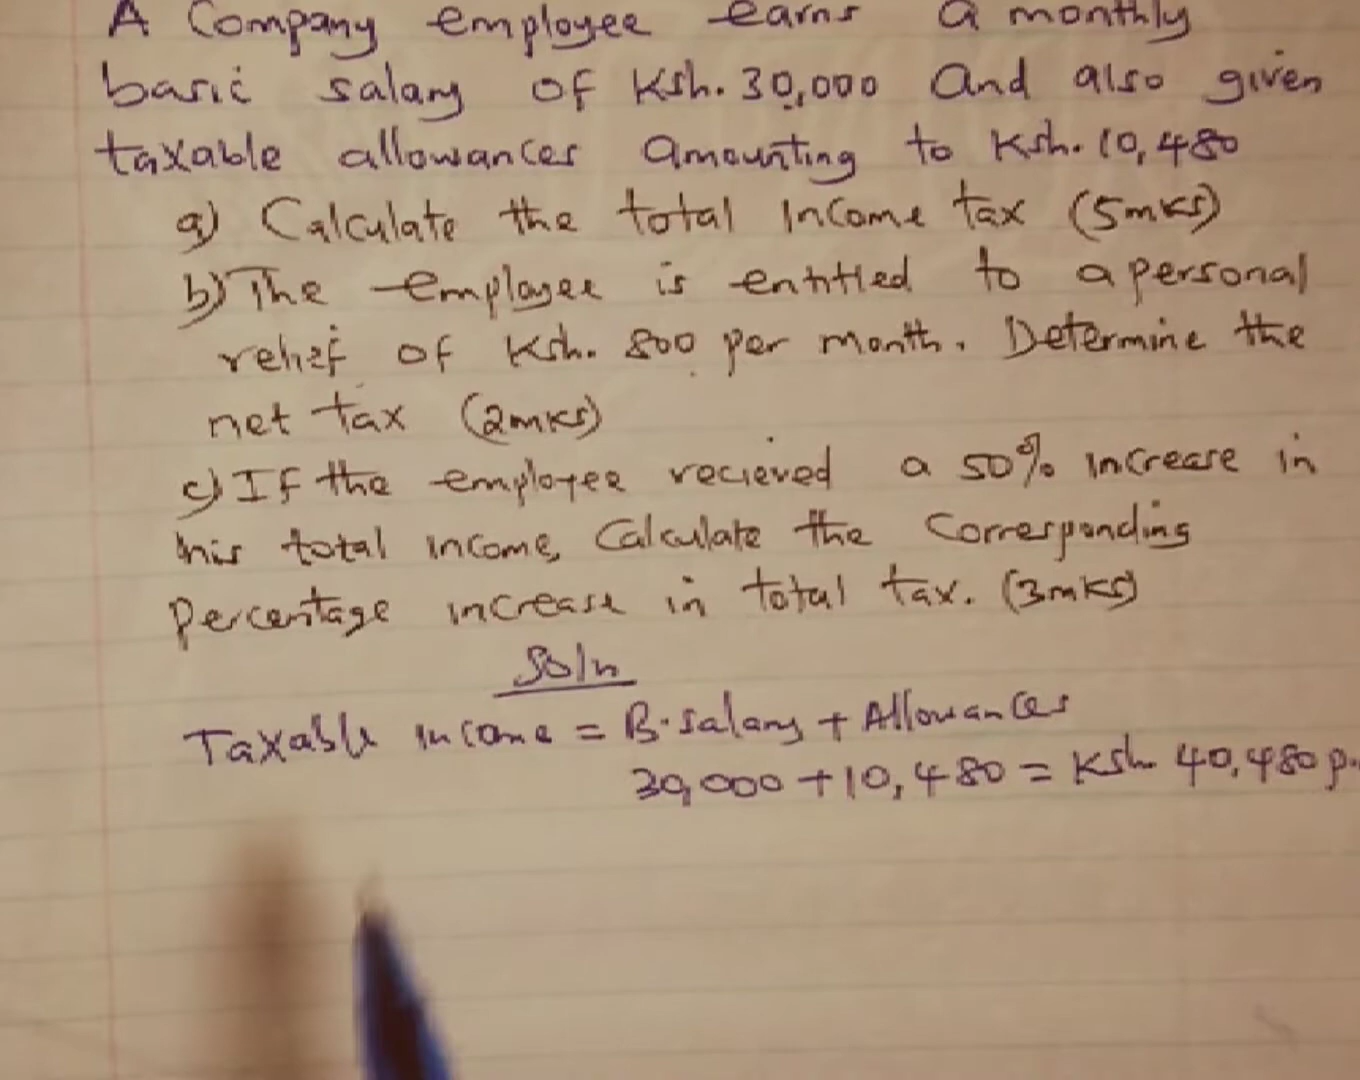 A Company employee earns a monthly
basic salary of Ksh. 30,000 and also given
taxable allowances amounting to Ksh. 10,480
a) Calculate the total income tax (5mks)
b) The employee is entitled to a personal
relief of Ksh. 800 per month. Determine the
net tax (2mks)
c) If the employee recieved a 50% increase in
his total income, Calculate the Corresponding
percentage increase in total tax. (3mks)
Soln
Taxable income = B.salary + Allowances
30,000 + 10,480 = Ksh 40,480 p.